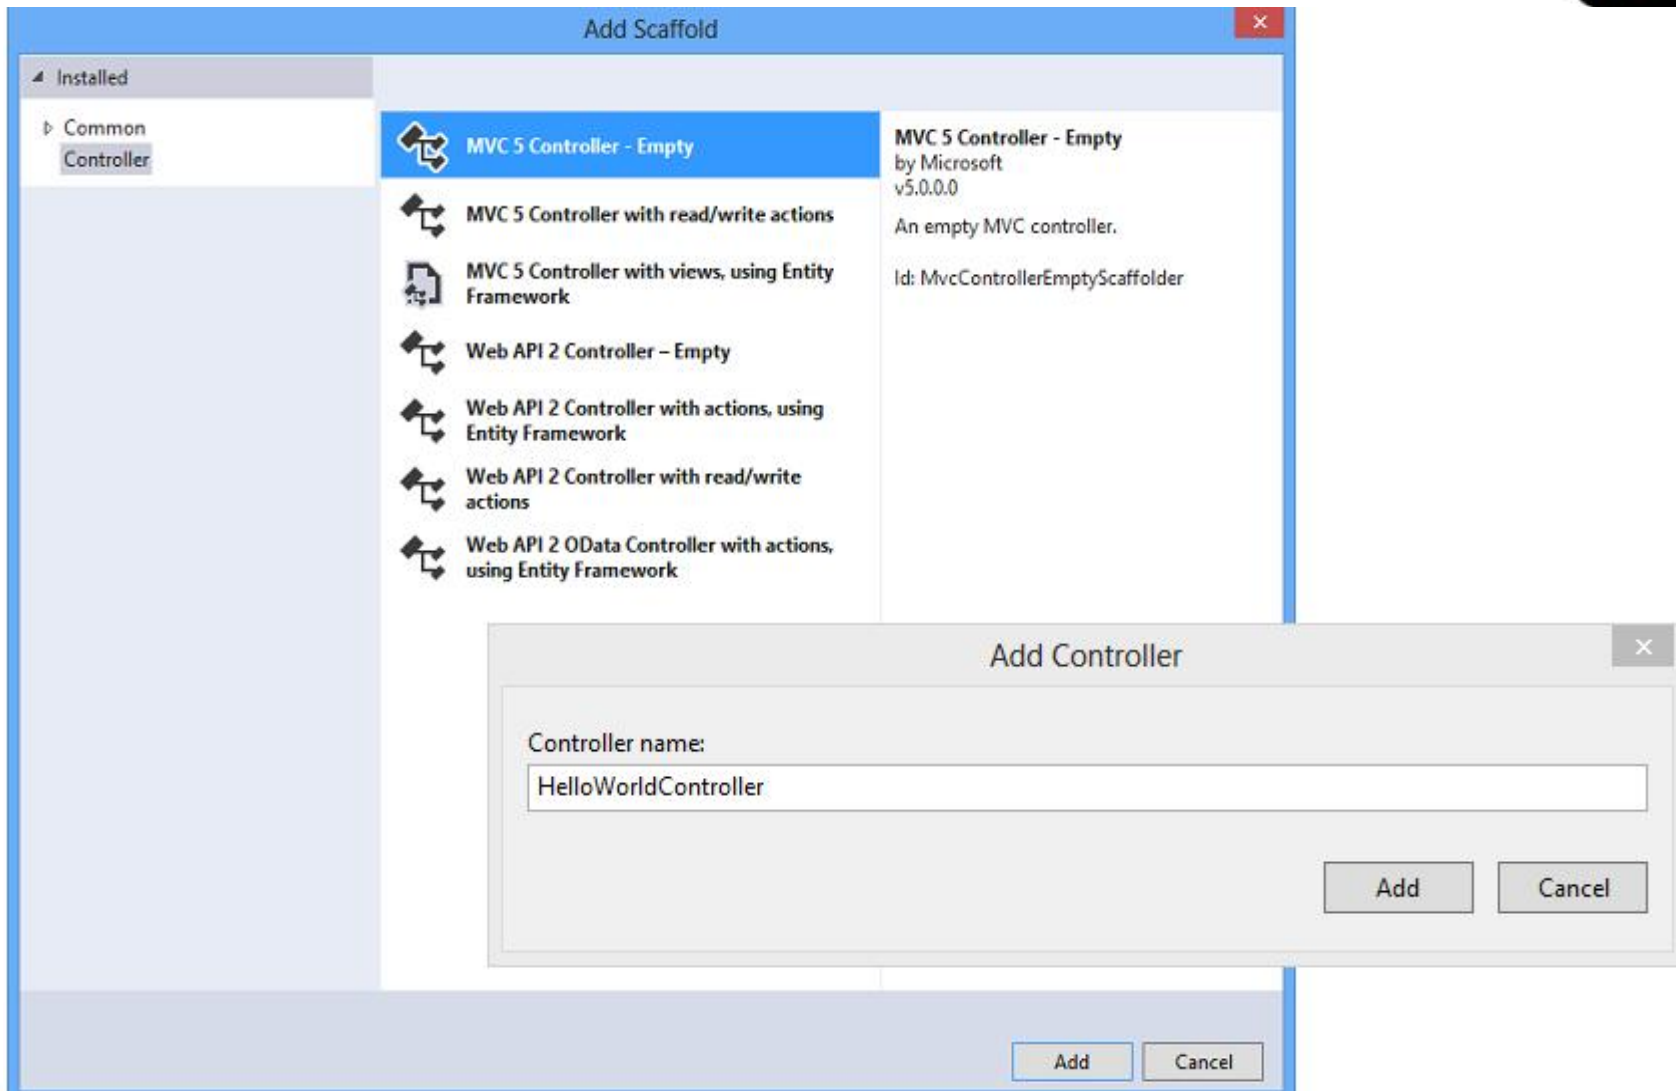 Add Scaffold
Installed
Common
Controller
MVC 5 Controller - Empty
MVC 5 Controller with read/write actions
MVC 5 Controller with views, using Entity
Framework
Web API 2 Controller – Empty
Web API 2 Controller with actions, using
Entity Framework
Web API 2 Controller with read/write
actions
Web API 2 OData Controller with actions,
using Entity Framework
MVC 5 Controller - Empty
by Microsoft
v5.0.0.0
An empty MVC controller.
Id: MvcControllerEmptyScaffolder
Add Controller
Controller name:
HelloWorldController
Add
Cancel
Add
Cancel